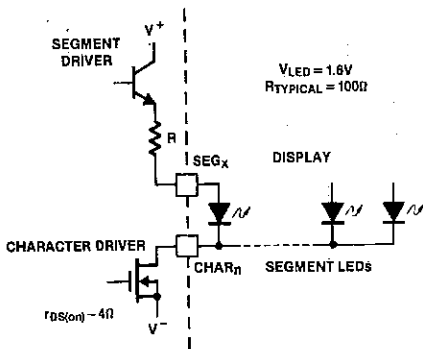 V+
SEGMENT
DRIVER
VLED = 1.6V
RTYPICAL = 100Ω
R
SEGX
DISPLAY
CHARACTER DRIVER
CHARn
SEGMENT LEDs
rDS(on) ~ 4Ω
V−